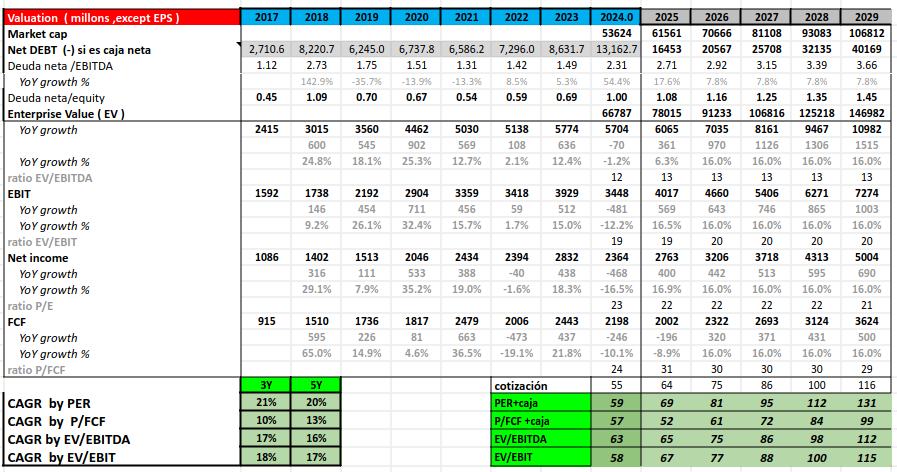 Valuation ( millons ,except EPS ) 2017 2018 2019 2020 2021 2022 2023 2024.0 2025 2026 2027 2028 2029
Market cap 53624 61561 70666 81108 93083 106812
Net DEBT (-) si es caja neta 2,710.6 8,220.7 6,245.0 6,737.8 6,586.2 7,296.0 8,631.7 13,162.7 16453 20567 25708 32135 40169
Deuda neta /EBITDA 1.12 2.73 1.75 1.51 1.31 1.42 1.49 2.31 2.71 2.92 3.15 3.39 3.66
YoY growth % 142.9% -35.7% -13.9% -13.3% 8.5% 5.3% 54.4% 17.6% 7.8% 7.8% 7.8% 7.8%
Deuda neta/equity 0.45 1.09 0.70 0.67 0.54 0.59 0.69 1.00 1.08 1.16 1.25 1.35 1.45
Enterprise Value ( EV ) 66787 78015 91233 106816 125218 146982
YoY growth 2415 3015 3560 4462 5030 5138 5774 5704 6065 7035 8161 9467 10982
600 545 902 569 108 636 -70 361 970 1126 1306 1515
YoY growth % 24.8% 18.1% 25.3% 12.7% 2.1% 12.4% -1.2% 6.3% 16.0% 16.0% 16.0% 16.0%
ratio EV/EBITDA 12 13 13 13 13 13
EBIT 1592 1738 2192 2904 3359 3418 3929 3448 4017 4660 5406 6271 7274
YoY growth 146 454 711 456 59 512 -481 569 643 746 865 1003
YoY growth % 9.2% 26.1% 32.4% 15.7% 1.7% 15.0% -12.2% 16.5% 16.0% 16.0% 16.0% 16.0%
ratio EV/EBIT 19 19 20 20 20 20
Net income 1086 1402 1513 2046 2434 2394 2832 2364 2763 3206 3718 4313 5004
YoY growth 316 111 533 388 -40 438 -468 400 442 513 595 690
YoY growth % 29.1% 7.9% 35.2% 19.0% -1.6% 18.3% -16.5% 16.9% 16.0% 16.0% 16.0% 16.0%
ratio P/E 23 22 22 22 22 21
FCF 915 1510 1736 1817 2479 2006 2443 2198 2002 2322 2693 3124 3624
YoY growth 595 226 81 663 -473 437 -246 -196 320 371 431 500
YoY growth % 65.0% 14.9% 4.6% 36.5% -19.1% 21.8% -10.1% -8.9% 16.0% 16.0% 16.0% 16.0%
ratio P/FCF 24 31 30 30 30 29
3Y 5Y cotización 55 64 75 86 100 116
CAGR by PER 21% 20% PER+caja 59 69 81 95 112 131
CAGR by P/FCF 10% 13% P/FCF +caja 57 52 61 72 84 99
CAGR by EV/EBITDA 17% 16% EV/EBITDA 63 65 75 86 98 112
CAGR by EV/EBIT 18% 17% EV/EBIT 58 67 77 88 100 115